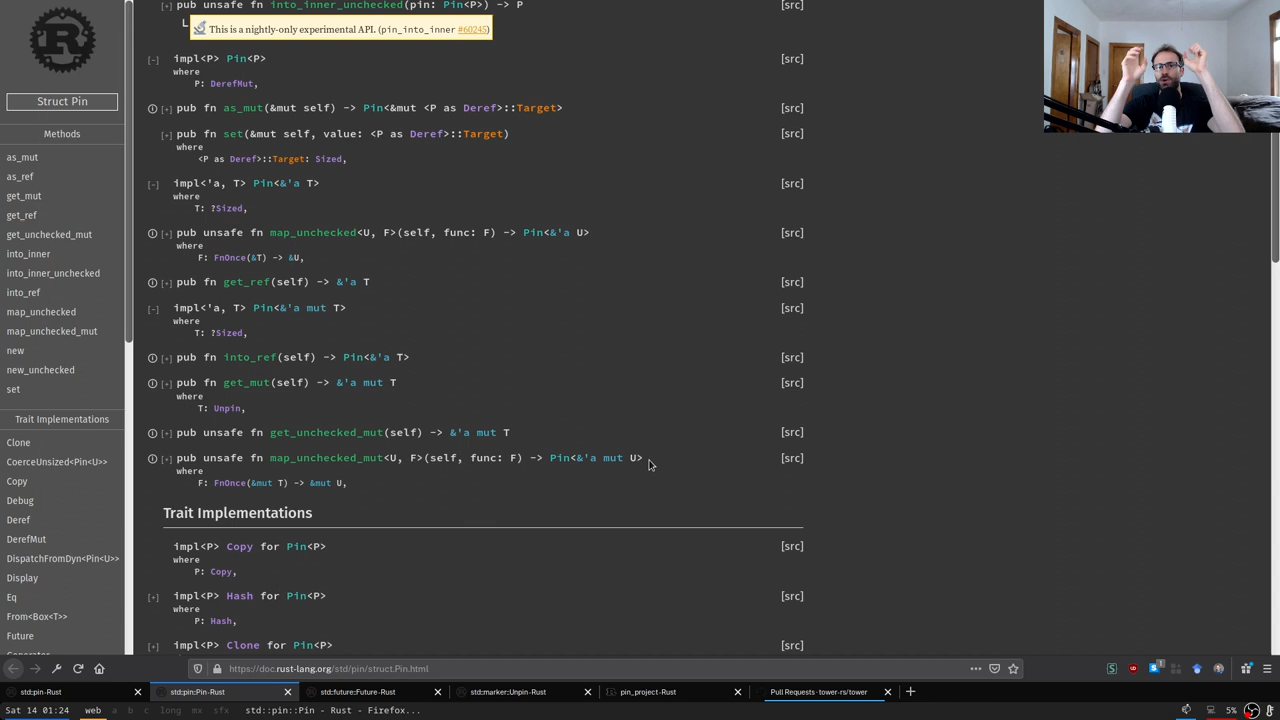 Struct Pin
Methods
as_mut
as_ref
get_mut
get_ref
get_unchecked_mut
into_inner
into_inner_unchecked
into_ref
map_unchecked
map_unchecked_mut
new
new_unchecked
set
Trait Implementations
Clone
CoerceUnsized<Pin<U>>
Copy
Debug
Deref
DerefMut
DispatchFromDyn<Pin<U>>
Display
Eq
From<Box<T>>
Future
Generator
[+] pub unsafe fn into_inner_unchecked(pin: Pin<P>) -> P [src]
This is a nightly-only experimental API. (pin_into_inner #60245)
[-] impl<P> Pin<P> [src]
where
P: DerefMut,
ⓘ [+] pub fn as_mut(&mut self) -> Pin<&mut <P as Deref>::Target> [src]
[+] pub fn set(&mut self, value: <P as Deref>::Target) [src]
where
<P as Deref>::Target: Sized,
[-] impl<'a, T> Pin<&'a T> [src]
where
T: ?Sized,
ⓘ [+] pub unsafe fn map_unchecked<U, F>(self, func: F) -> Pin<&'a U> [src]
where
F: FnOnce(&T) -> &U,
ⓘ [+] pub fn get_ref(self) -> &'a T [src]
[-] impl<'a, T> Pin<&'a mut T> [src]
where
T: ?Sized,
ⓘ [+] pub fn into_ref(self) -> Pin<&'a T> [src]
ⓘ [+] pub fn get_mut(self) -> &'a mut T [src]
where
T: Unpin,
ⓘ [+] pub unsafe fn get_unchecked_mut(self) -> &'a mut T [src]
ⓘ [+] pub unsafe fn map_unchecked_mut<U, F>(self, func: F) -> Pin<&'a mut U> [src]
where
F: FnOnce(&mut T) -> &mut U,
Trait Implementations
impl<P> Copy for Pin<P> [src]
where
P: Copy,
[+] impl<P> Hash for Pin<P> [src]
where
P: Hash,
[+] impl<P> Clone for Pin<P> [src]
https://doc.rust-lang.org/std/pin/struct.Pin.html
std::pin - Rust
std::pin::Pin - Rust
std::future::Future - Rust
std::marker::Unpin - Rust
pin_project - Rust
Pull Requests · tower-rs/tower
Sat 14 01:24 web a b c long mx sfx std::pin::Pin - Rust - Firefox... 5%